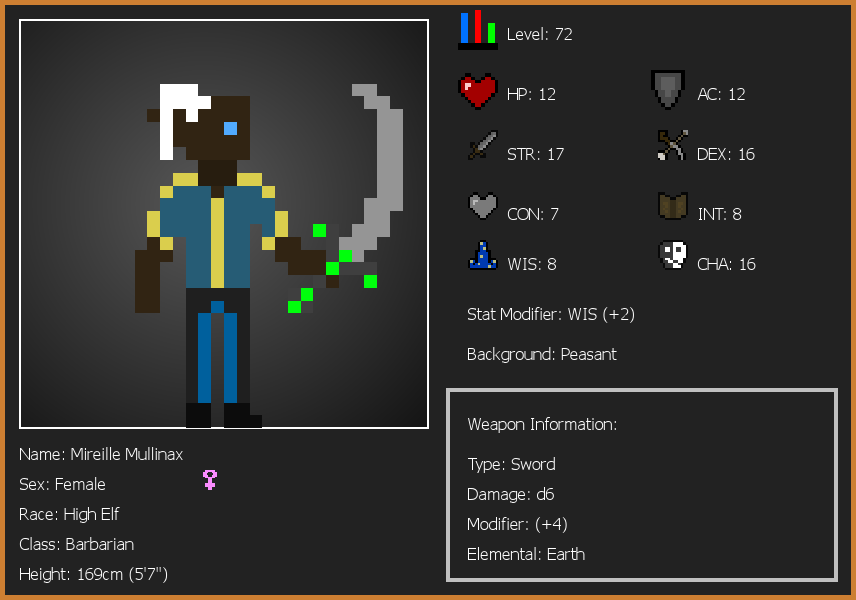 Level: 72
HP: 12
AC: 12
STR: 17
DEX: 16
CON: 7
INT: 8
WIS: 8
CHA: 16
Stat Modifier: WIS (+2)
Background: Peasant
Weapon Information:
Type: Sword
Damage: d6
Modifier: (+4)
Elemental: Earth
Name: Mireille Mullinax
Sex: Female
Race: High Elf
Class: Barbarian
Height: 169cm (5'7")